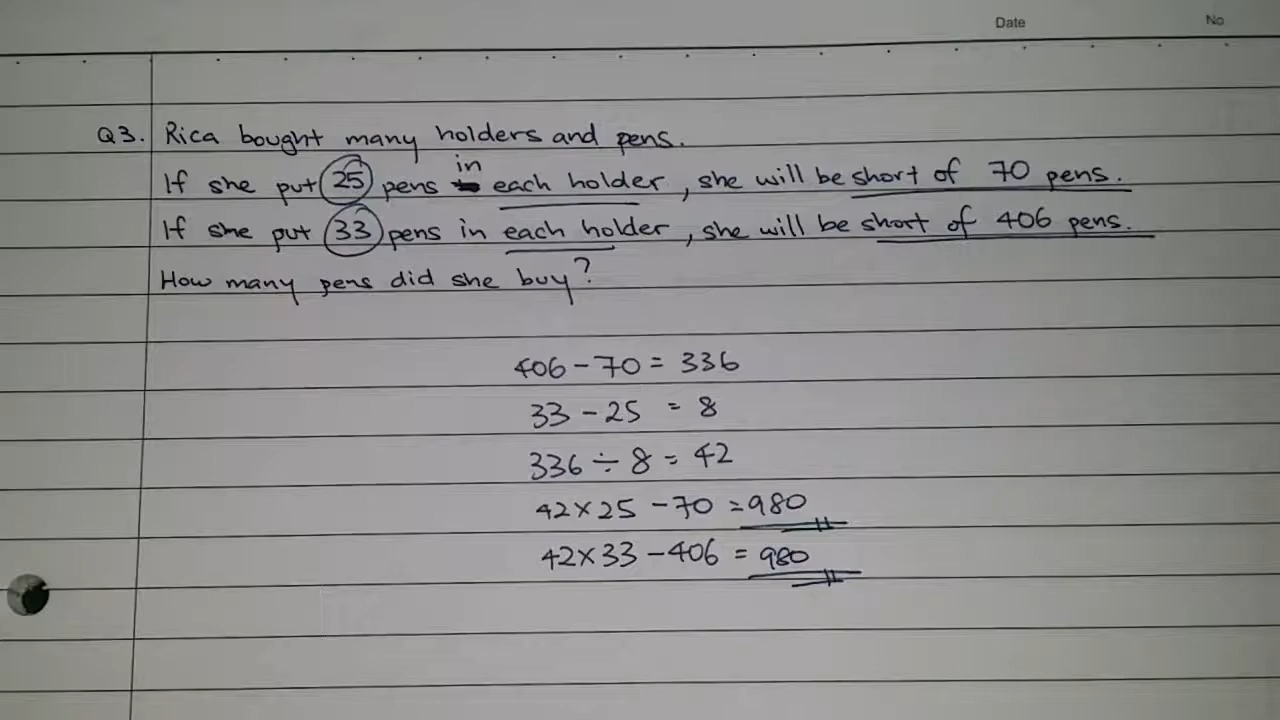 Date No
Q3. Rica bought many holders and pens.
If she put 25 pens in each holder, she will be short of 70 pens.
If she put 33 pens in each holder, she will be short of 406 pens.
How many pens did she buy?
406 - 70 = 336
33 - 25 = 8
336 ÷ 8 = 42
42 × 25 - 70 = 980
42 × 33 - 406 = 980